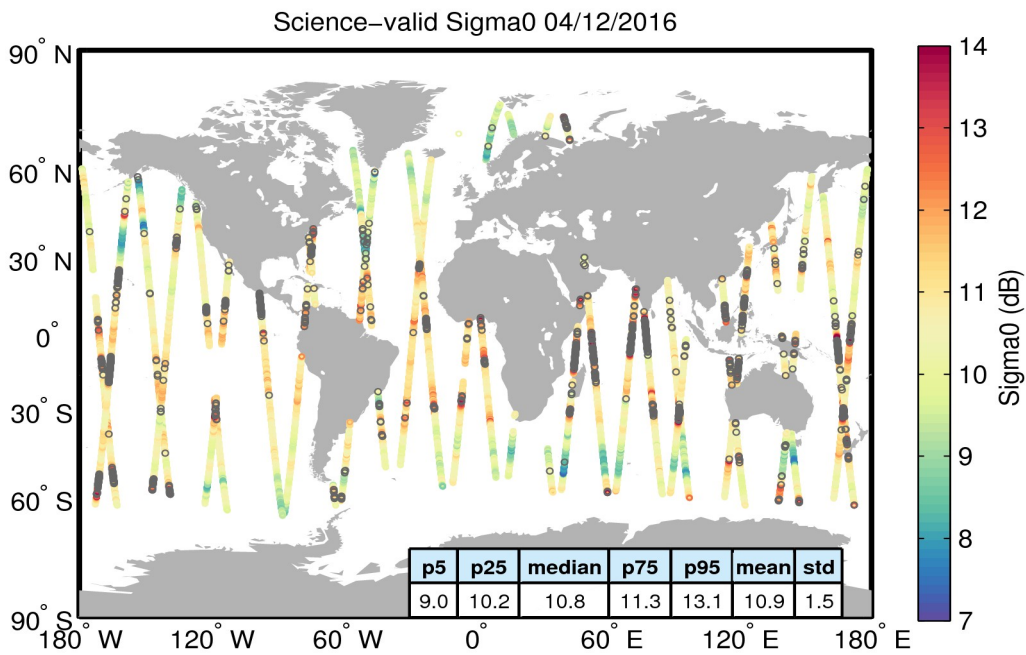 Science−valid Sigma0 04/12/2016
90° N
60° N
30° N
0°
30° S
60° S
90° S
180° W
120° W
60° W
0°
60° E
120° E
180° E
p5 p25 median p75 p95 mean std
9.0 10.2 10.8 11.3 13.1 10.9 1.5
14
13
12
11
10
9
8
7
Sigma0 (dB)